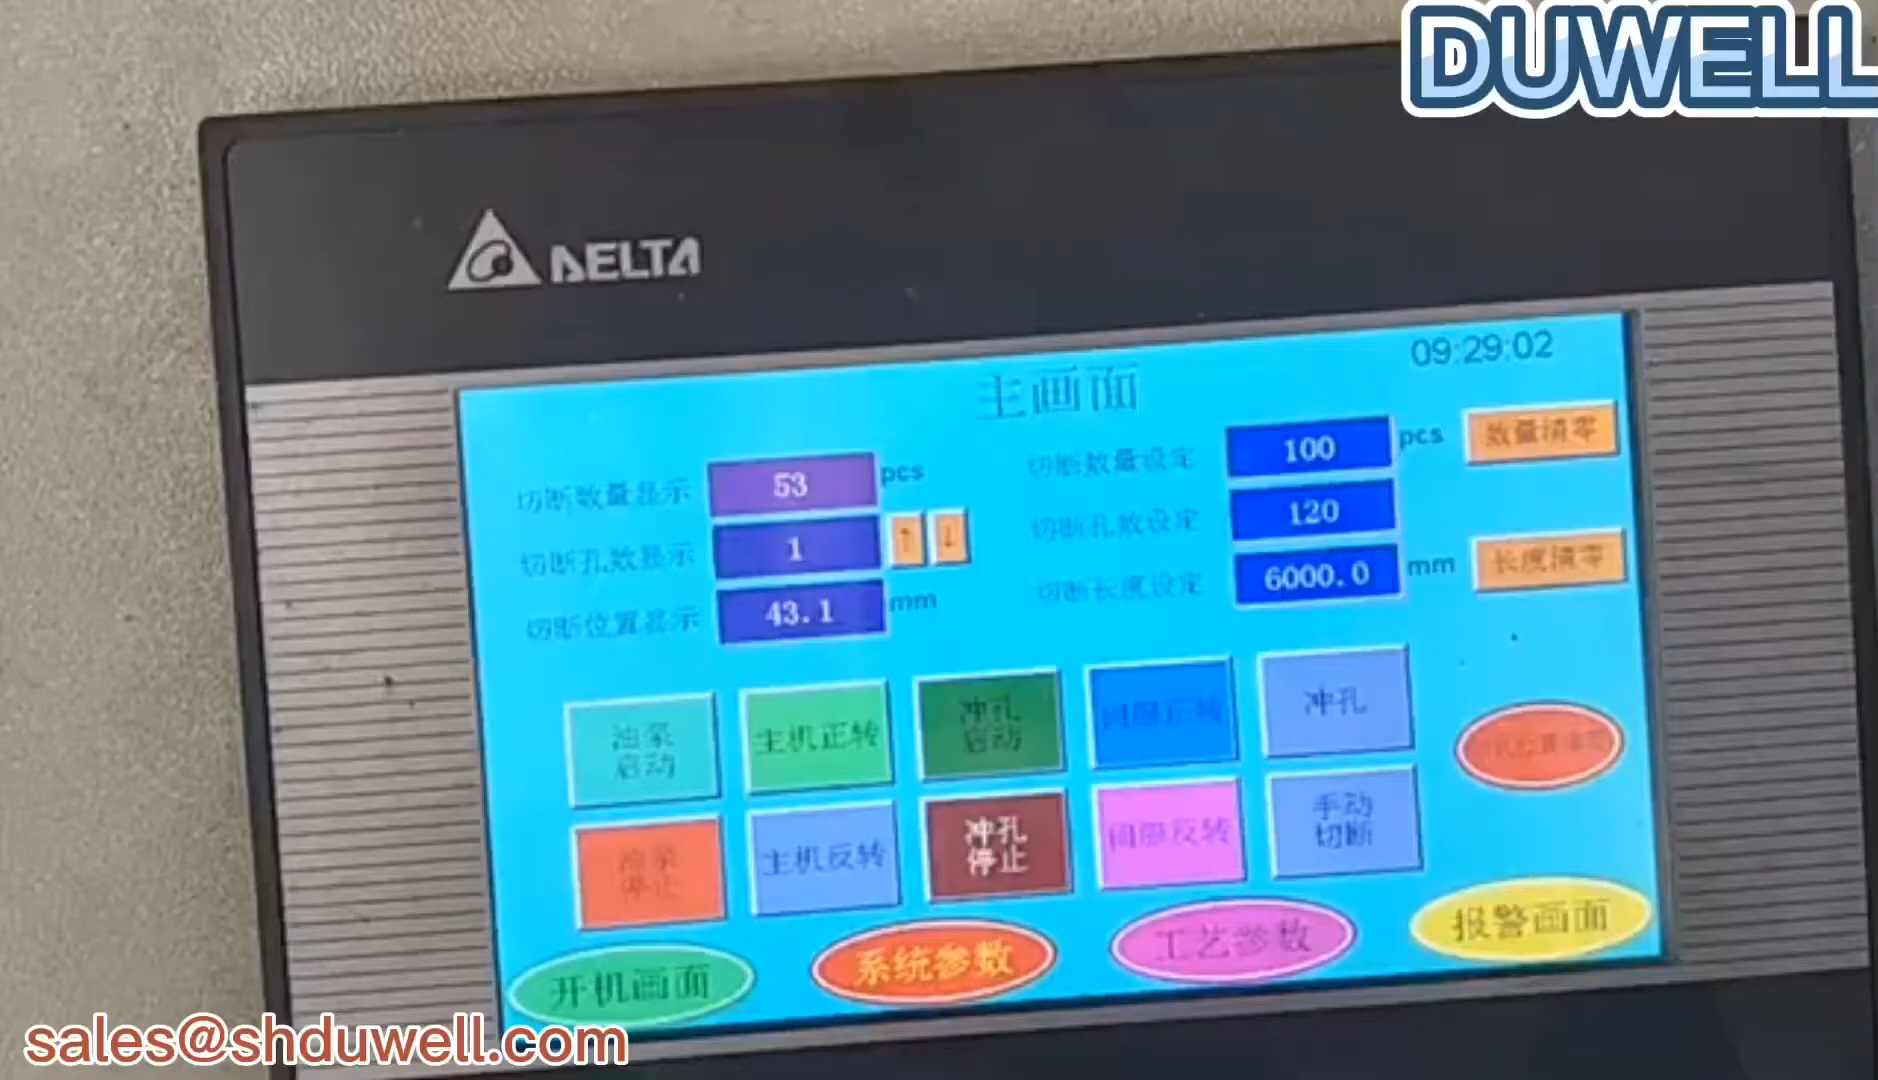 DUWELL
DELTA
09:29:02
主画面
切断数量显示 53 pcs
切断数量设定 100 pcs
数量清零
切断孔数显示 1 ↑ ↓
切断孔数设定 120
切断位置显示 43.1 mm
切断长度设定 6000.0 mm
长度清零
油泵启动
主机正转
冲孔启动
伺服正转
冲孔
油泵停止
主机反转
冲孔停止
伺服反转
手动切断
开机画面
系统参数
工艺参数
报警画面
sales@shduwell.com